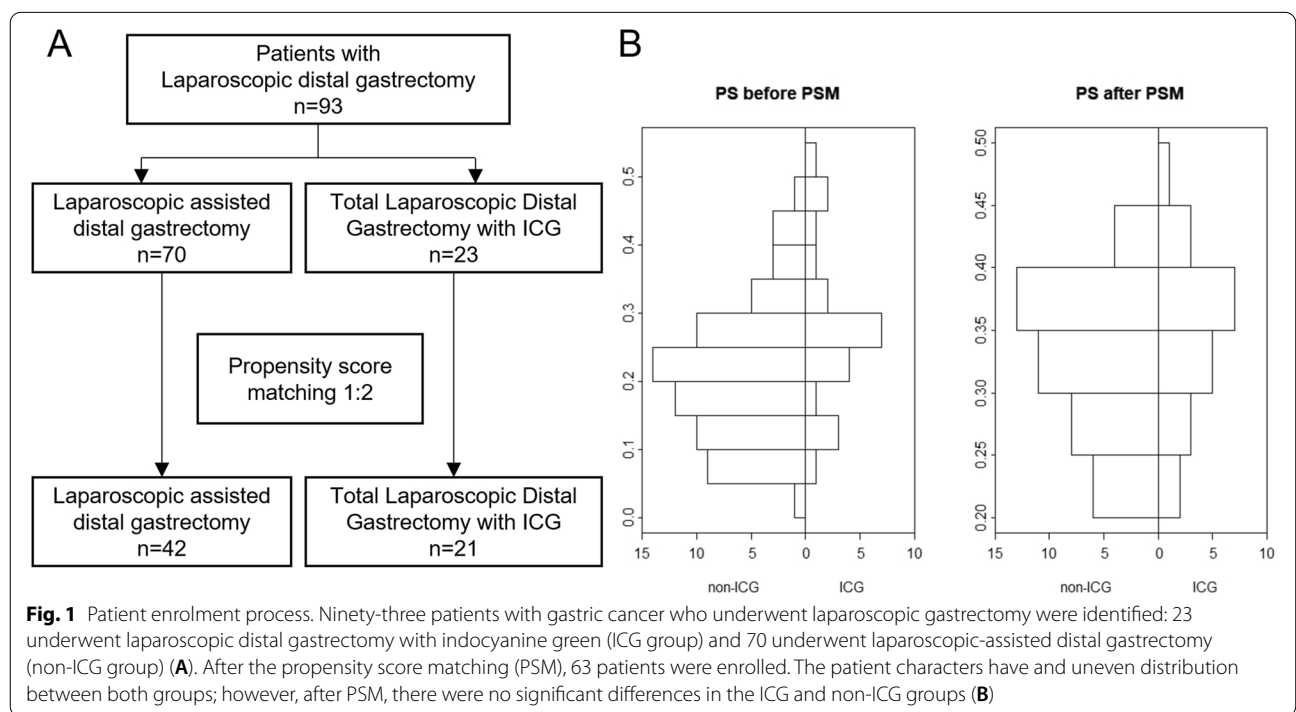 A
Patients with
Laparoscopic distal gastrectomy
n=93
Laparoscopic assisted
distal gastrectomy
n=70
Total Laparoscopic Distal
Gastrectomy with ICG
n=23
Propensity score
matching 1:2
Laparoscopic assisted
distal gastrectomy
n=42
Total Laparoscopic Distal
Gastrectomy with ICG
n=21
B
PS before PSM
0.5
0.4
0.3
0.2
0.1
0.0
15 10 5 0 5 10
non-ICG ICG
PS after PSM
0.50
0.45
0.40
0.35
0.30
0.25
0.20
15 10 5 0 5 10
non-ICG ICG
Fig. 1 Patient enrolment process. Ninety-three patients with gastric cancer who underwent laparoscopic gastrectomy were identified: 23
underwent laparoscopic distal gastrectomy with indocyanine green (ICG group) and 70 underwent laparoscopic-assisted distal gastrectomy
(non-ICG group) (A). After the propensity score matching (PSM), 63 patients were enrolled. The patient characters have and uneven distribution
between both groups; however, after PSM, there were no significant differences in the ICG and non-ICG groups (B)